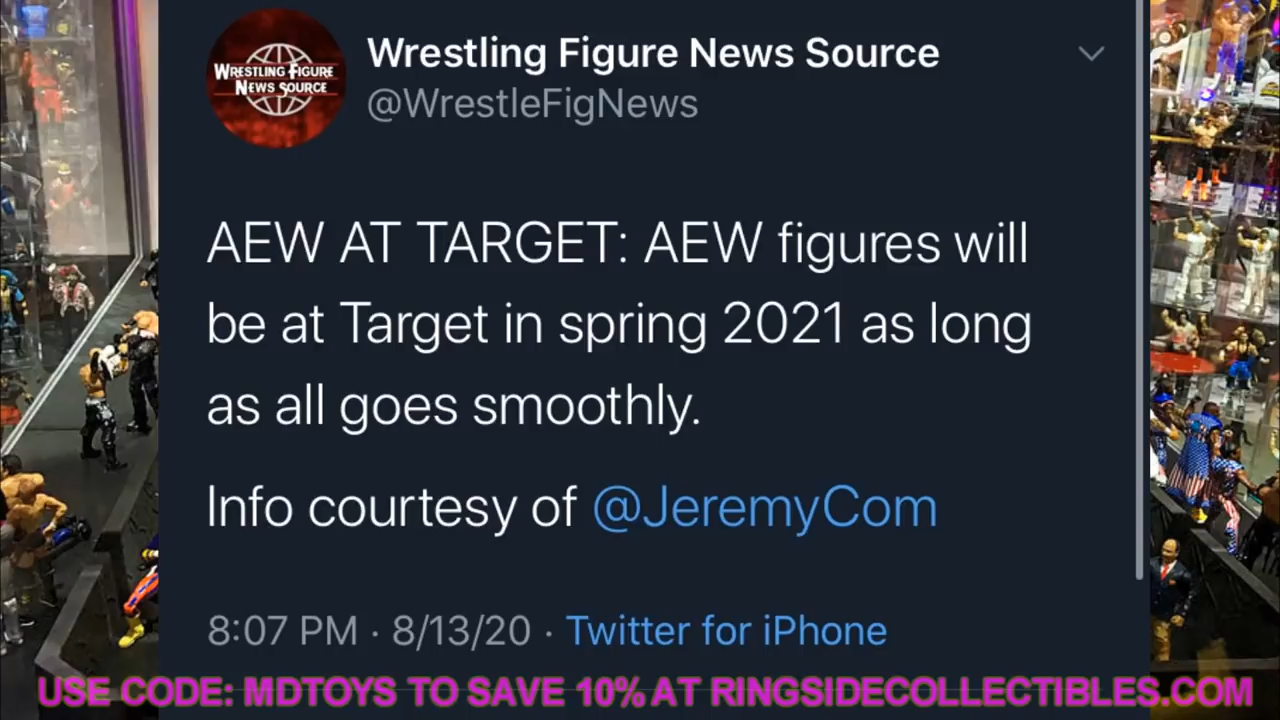 WRESTLING FIGURE
NEWS SOURCE
Wrestling Figure News Source
@WrestleFigNews
AEW AT TARGET: AEW figures will
be at Target in spring 2021 as long
as all goes smoothly.
Info courtesy of @JeremyCom
8:07 PM · 8/13/20 · Twitter for iPhone
USE CODE: MDTOYS TO SAVE 10% AT RINGSIDECOLLECTIBLES.COM